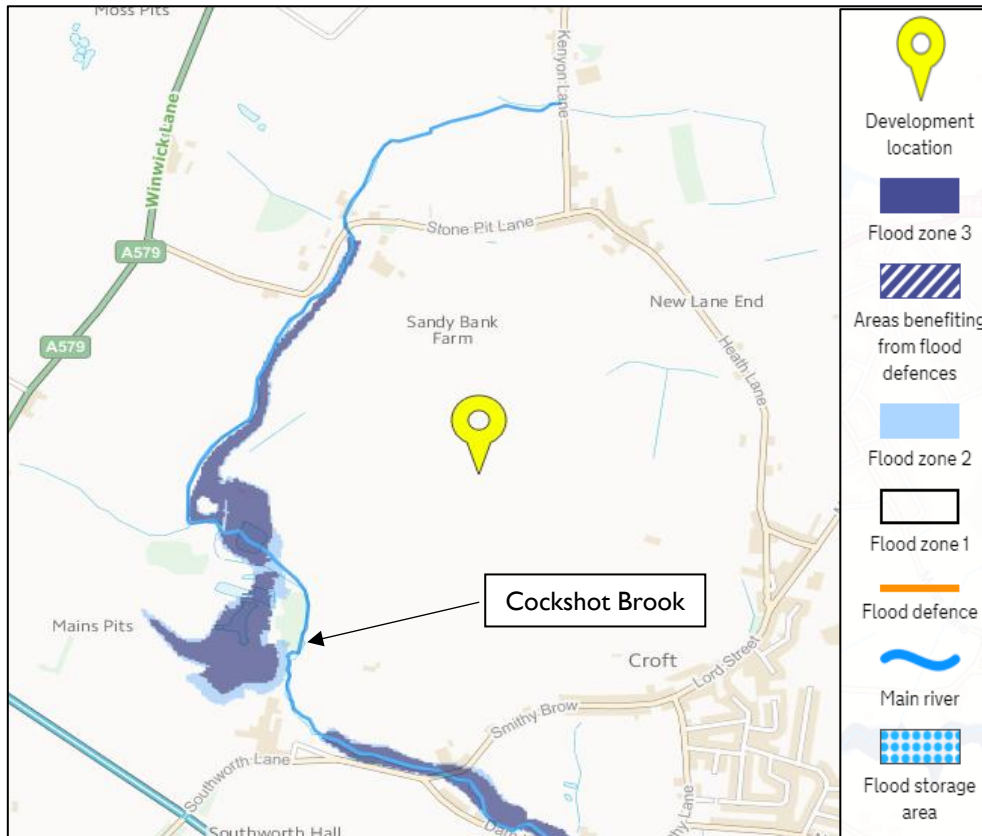 Moss Pits
Winwick Lane
Kenyon Lane
A579
Stone Pit Lane
New Lane End
Sandy Bank
Farm
A579
Heath Lane
Cockshot Brook
Mains Pits
Croft
Lord Street
Smithy Brow
Southworth Lane
Southworth Hall
Development
location
Flood zone 3
Areas benefiting
from flood
defences
Flood zone 2
Flood zone 1
Flood defence
Main river
Flood storage
area